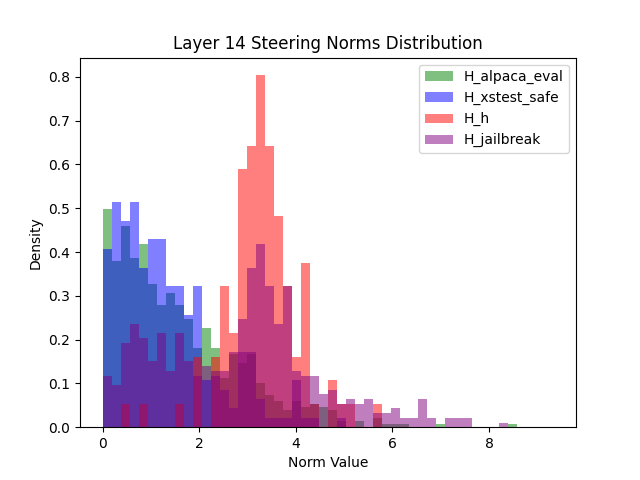 Layer 14 Steering Norms Distribution
H_alpaca_eval
H_xstest_safe
H_h
H_jailbreak
0.8
0.7
0.6
0.5
0.4
0.3
0.2
0.1
0.0
Density
0 2 4 6 8
Norm Value